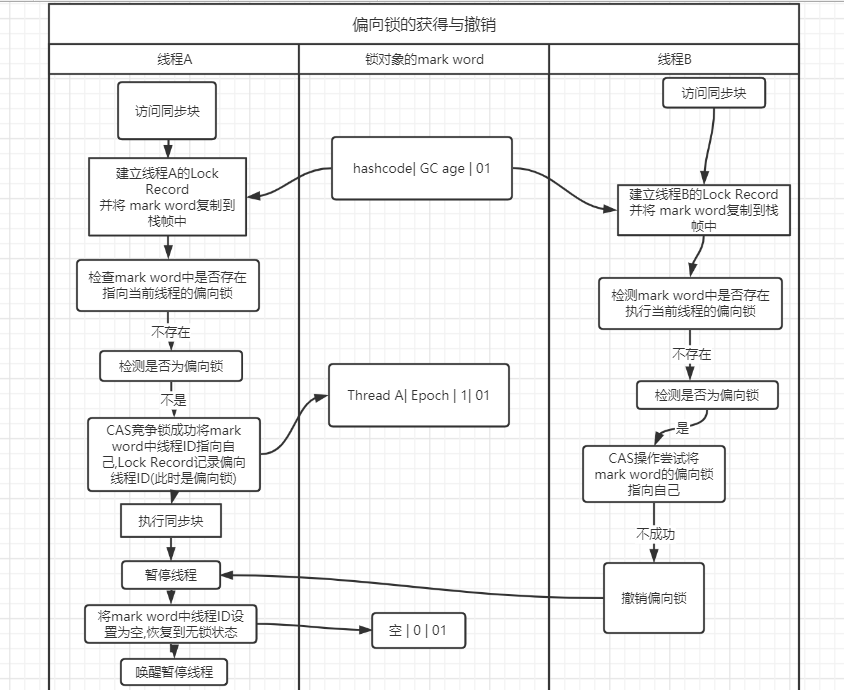 偏向锁的获得与撤销
线程A
锁对象的mark word
线程B
访问同步块
建立线程A的Lock
Record
并将 mark word复制到
栈帧中
检查mark word中是否存在
指向当前线程的偏向锁
不存在
检测是否为偏向锁
不是
CAS竞争锁成功将mark
word中线程ID指向自
己,Lock Record记录偏向
线程ID(此时是偏向锁)
执行同步块
暂停线程
将mark word中线程ID设
置为空,恢复到无锁状态
唤醒暂停线程
hashcode| GC age | 01
Thread A| Epoch | 1| 01
空 | 0 | 01
访问同步块
建立线程B的Lock Record
并将 mark word复制到栈
帧中
检测mark word中是否存在
执行当前线程的偏向锁
不存在
检测是否为偏向锁
是
CAS操作尝试将
mark word的偏向锁
指向自己
不成功
撤销偏向锁